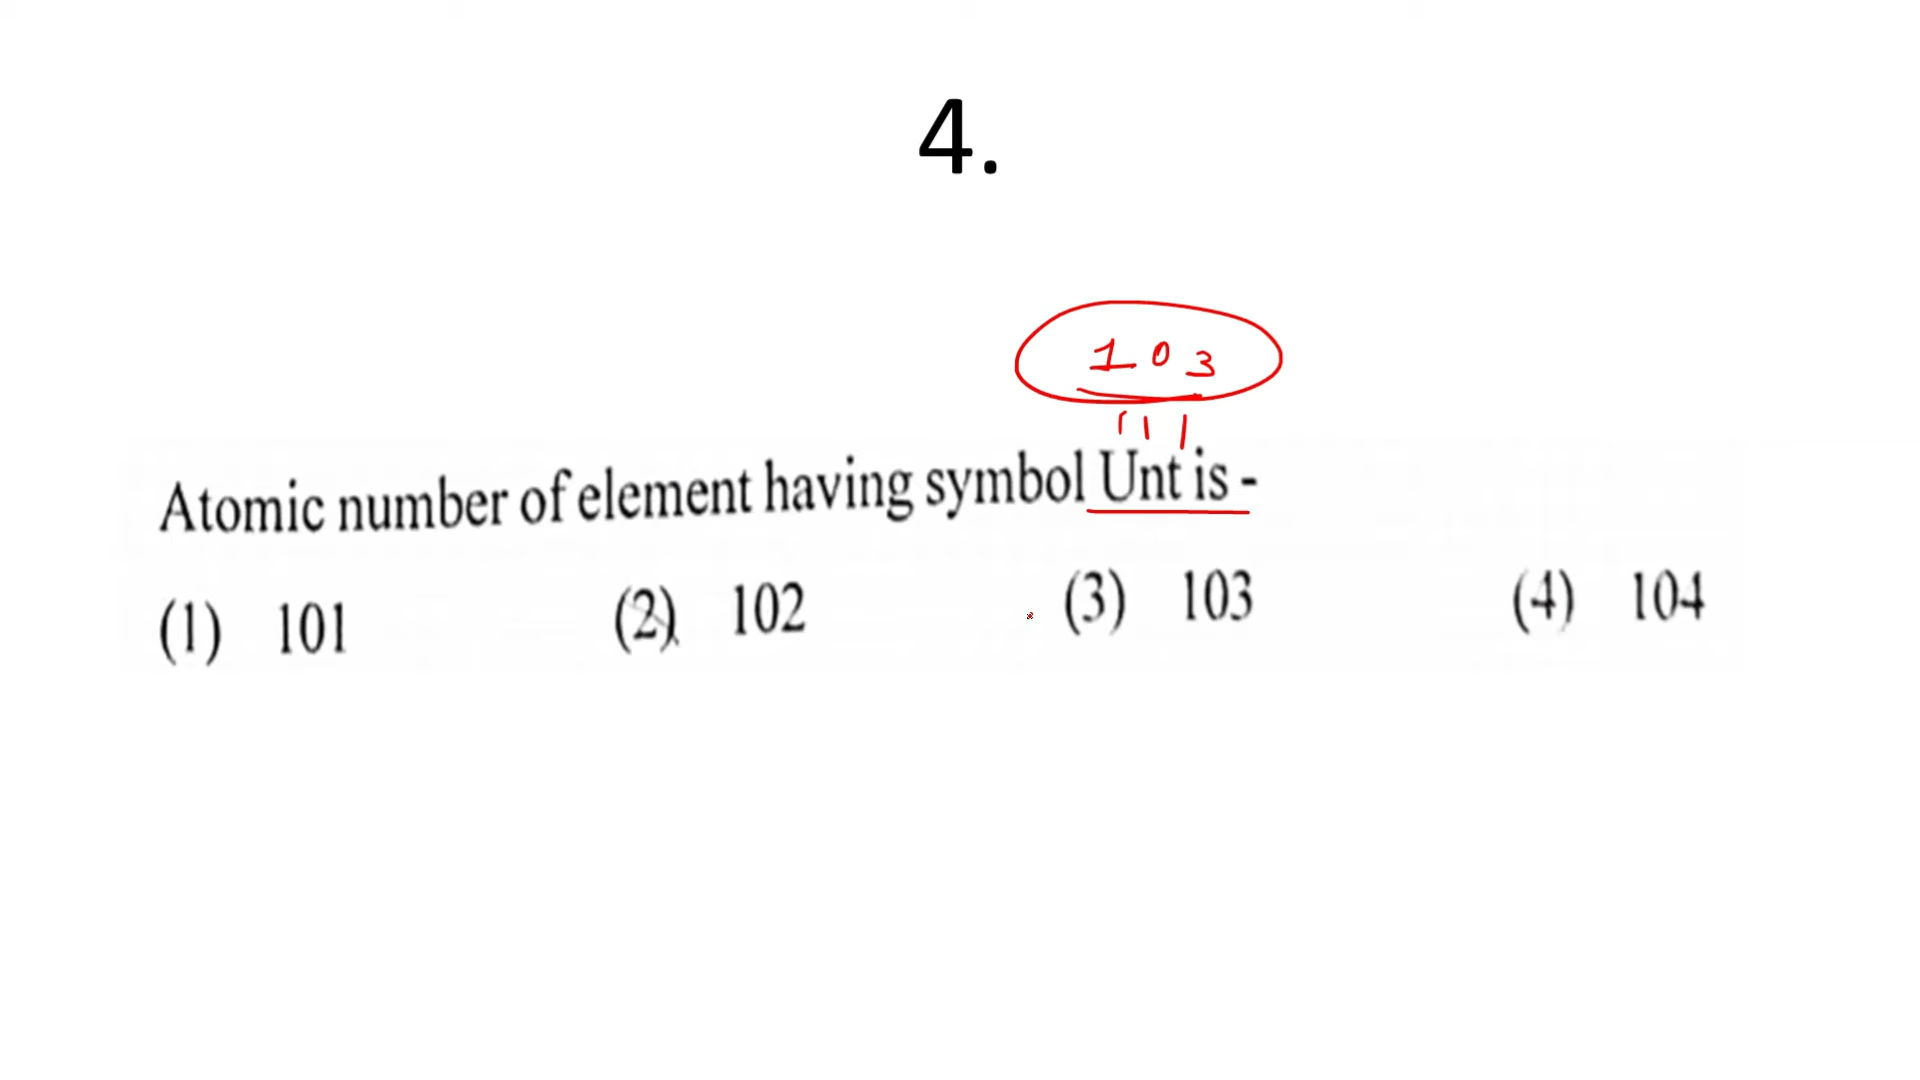 4.
1 0 3
Atomic number of element having symbol Unt is -
(1) 101 (2) 102 (3) 103 (4) 104